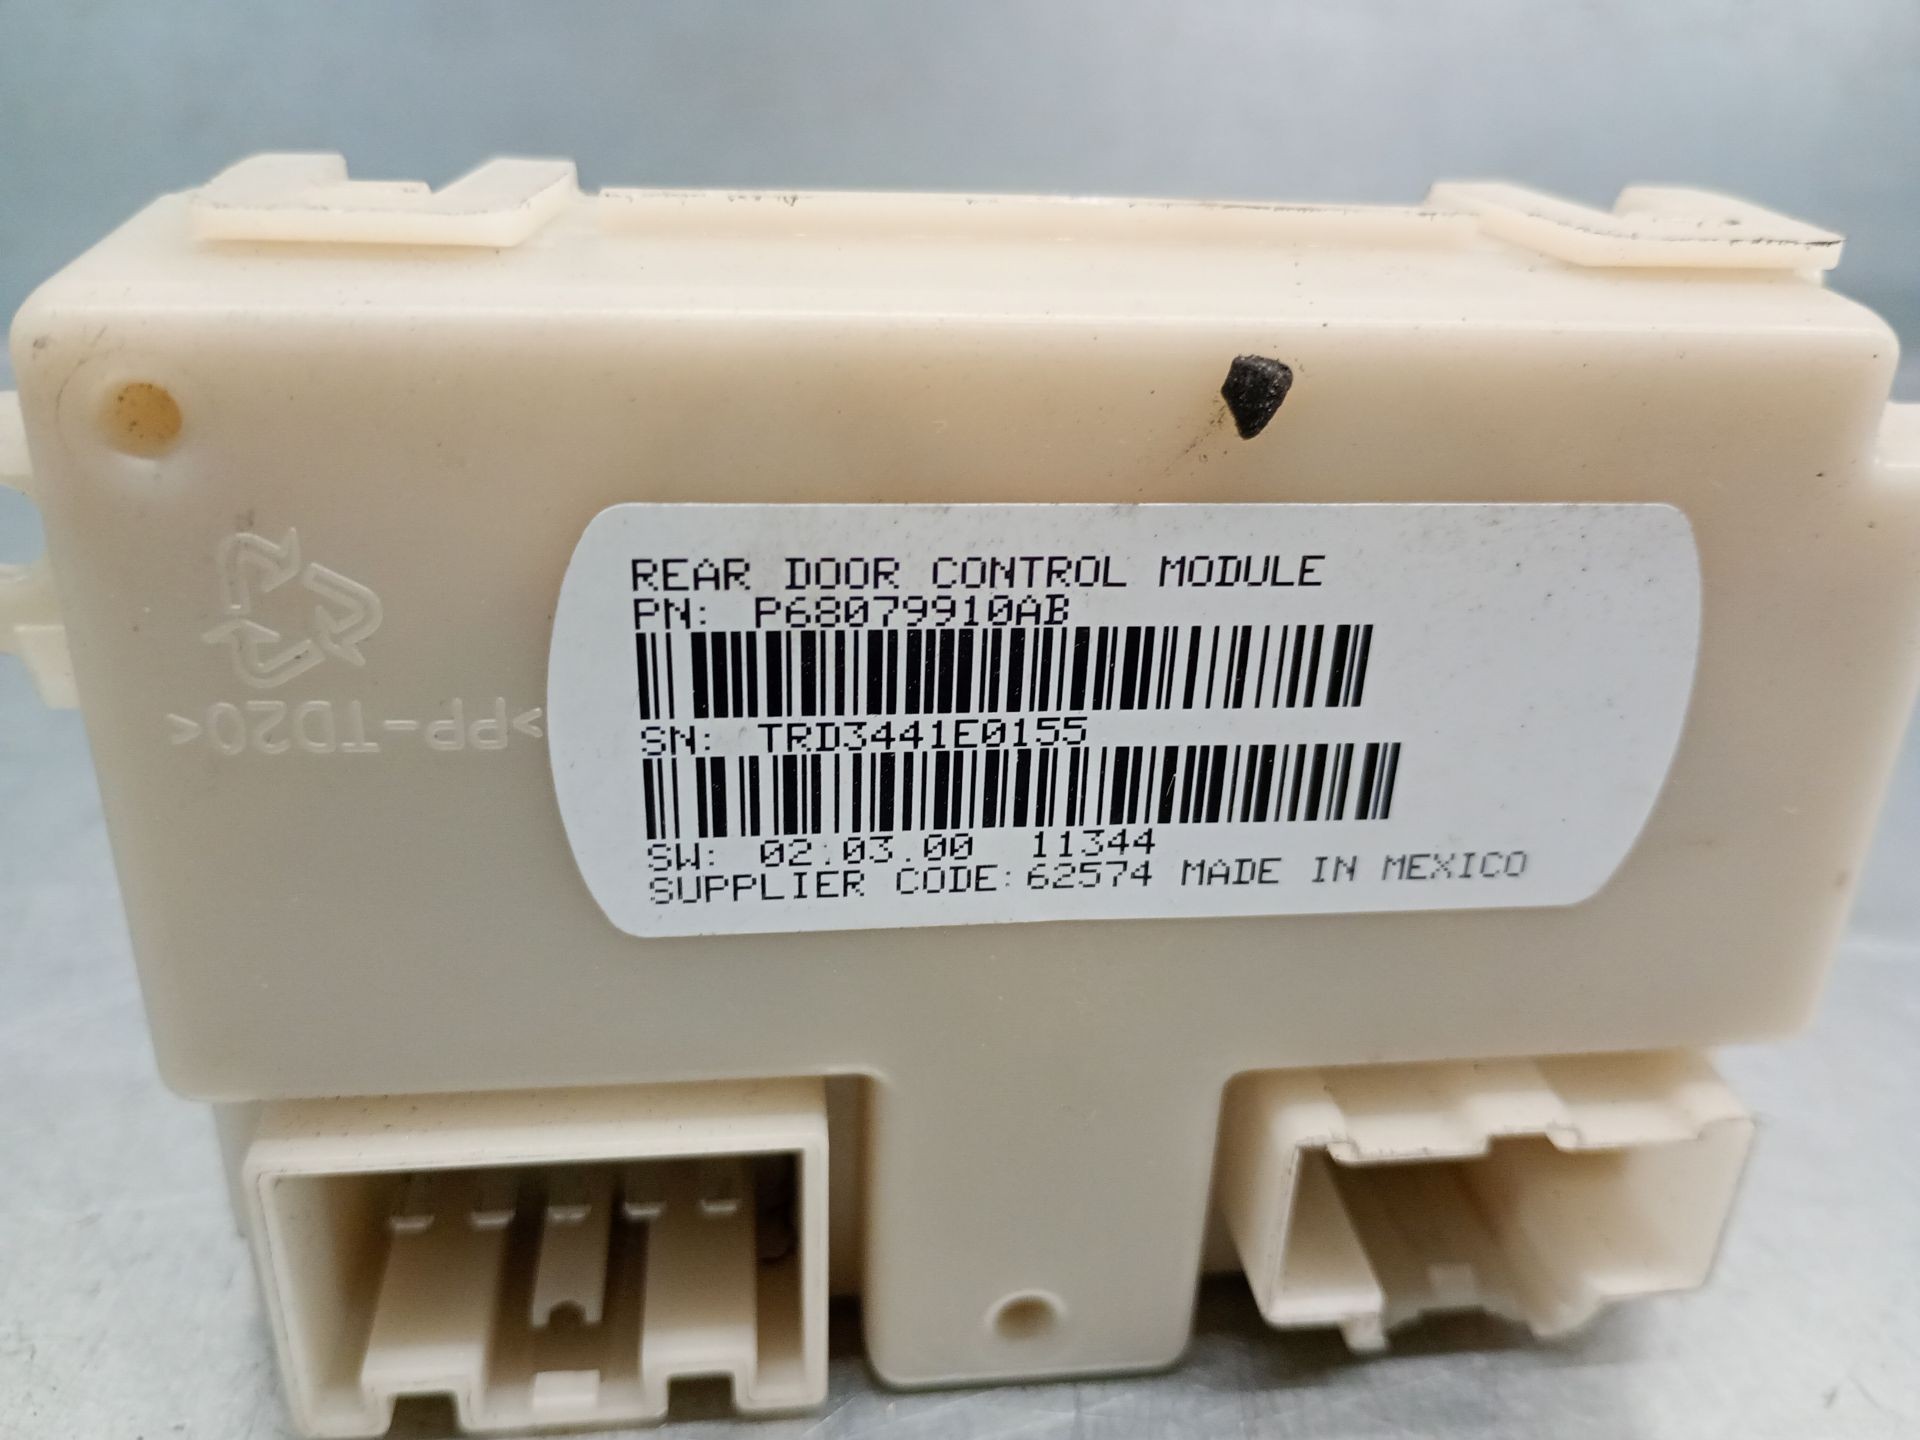 REAR DOOR CONTROL MODULE
PN: P68079910AB
SN: TRD3441E0155
SW: 02.03.00 11344
SUPPLIER CODE:62574 MADE IN MEXICO
>PP-TD20<